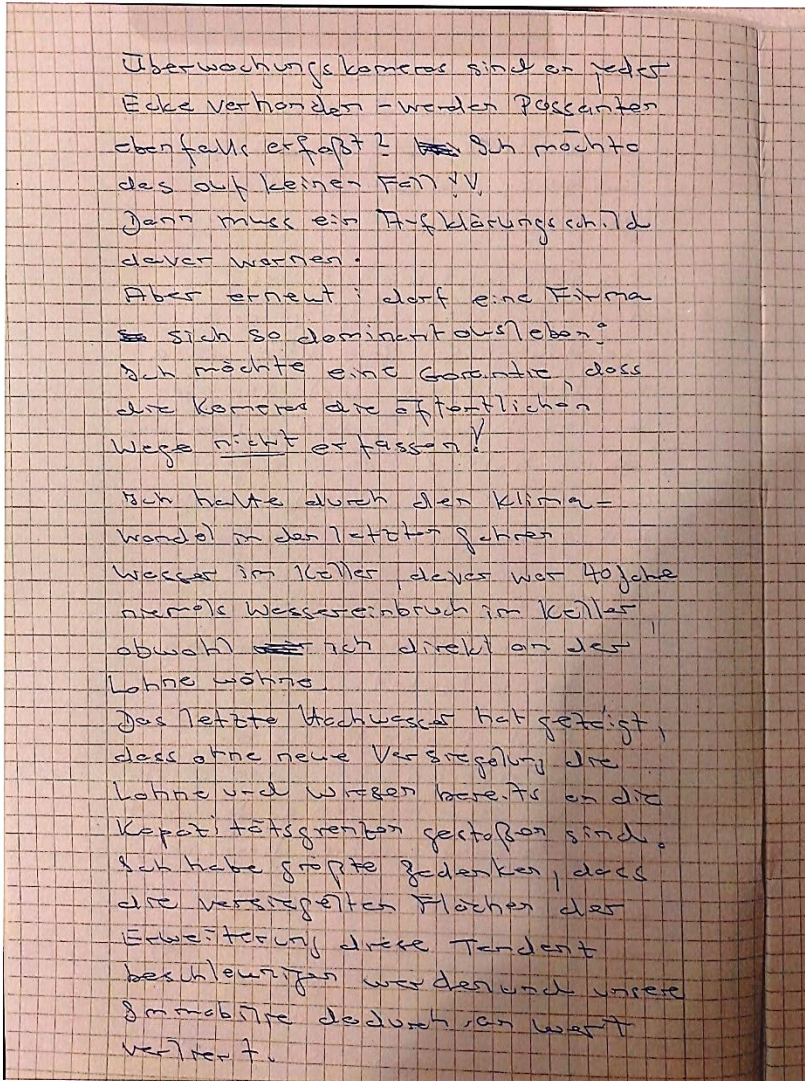 Überwachungskameras sind an jeder
Ecke vorhanden - werden Passanten
ebenfalls erfaßt? Ich möchte
das auf keinen Fall!!
Dann muss ein Aufklärungsschild
davor warnen.
Aber erneut: darf eine Firma
sich so dominant ausleben?
Ich möchte eine Garantie, dass
die Kameras die öffentlichen
Wege nicht erfassen!
Ich hatte durch den Klima-
wandel in den letzten Jahren
Wasser im Keller, davor war 40 Jahre
niemals Wassereinbruch im Keller,
obwohl ich direkt an der
Lohne wohne.
Das letzte Hochwasser hat gezeigt,
dass ohne neue Versiegelung die
Lohne und Wiesen bereits an die
Kapazitätsgrenzen gestoßen sind.
Ich habe größte Bedenken, dass
die versiegelten Flächen der
Erweiterung diese Tendenz
beschleunigen werden und unsere
Immobilie dadurch an Wert
verliert.